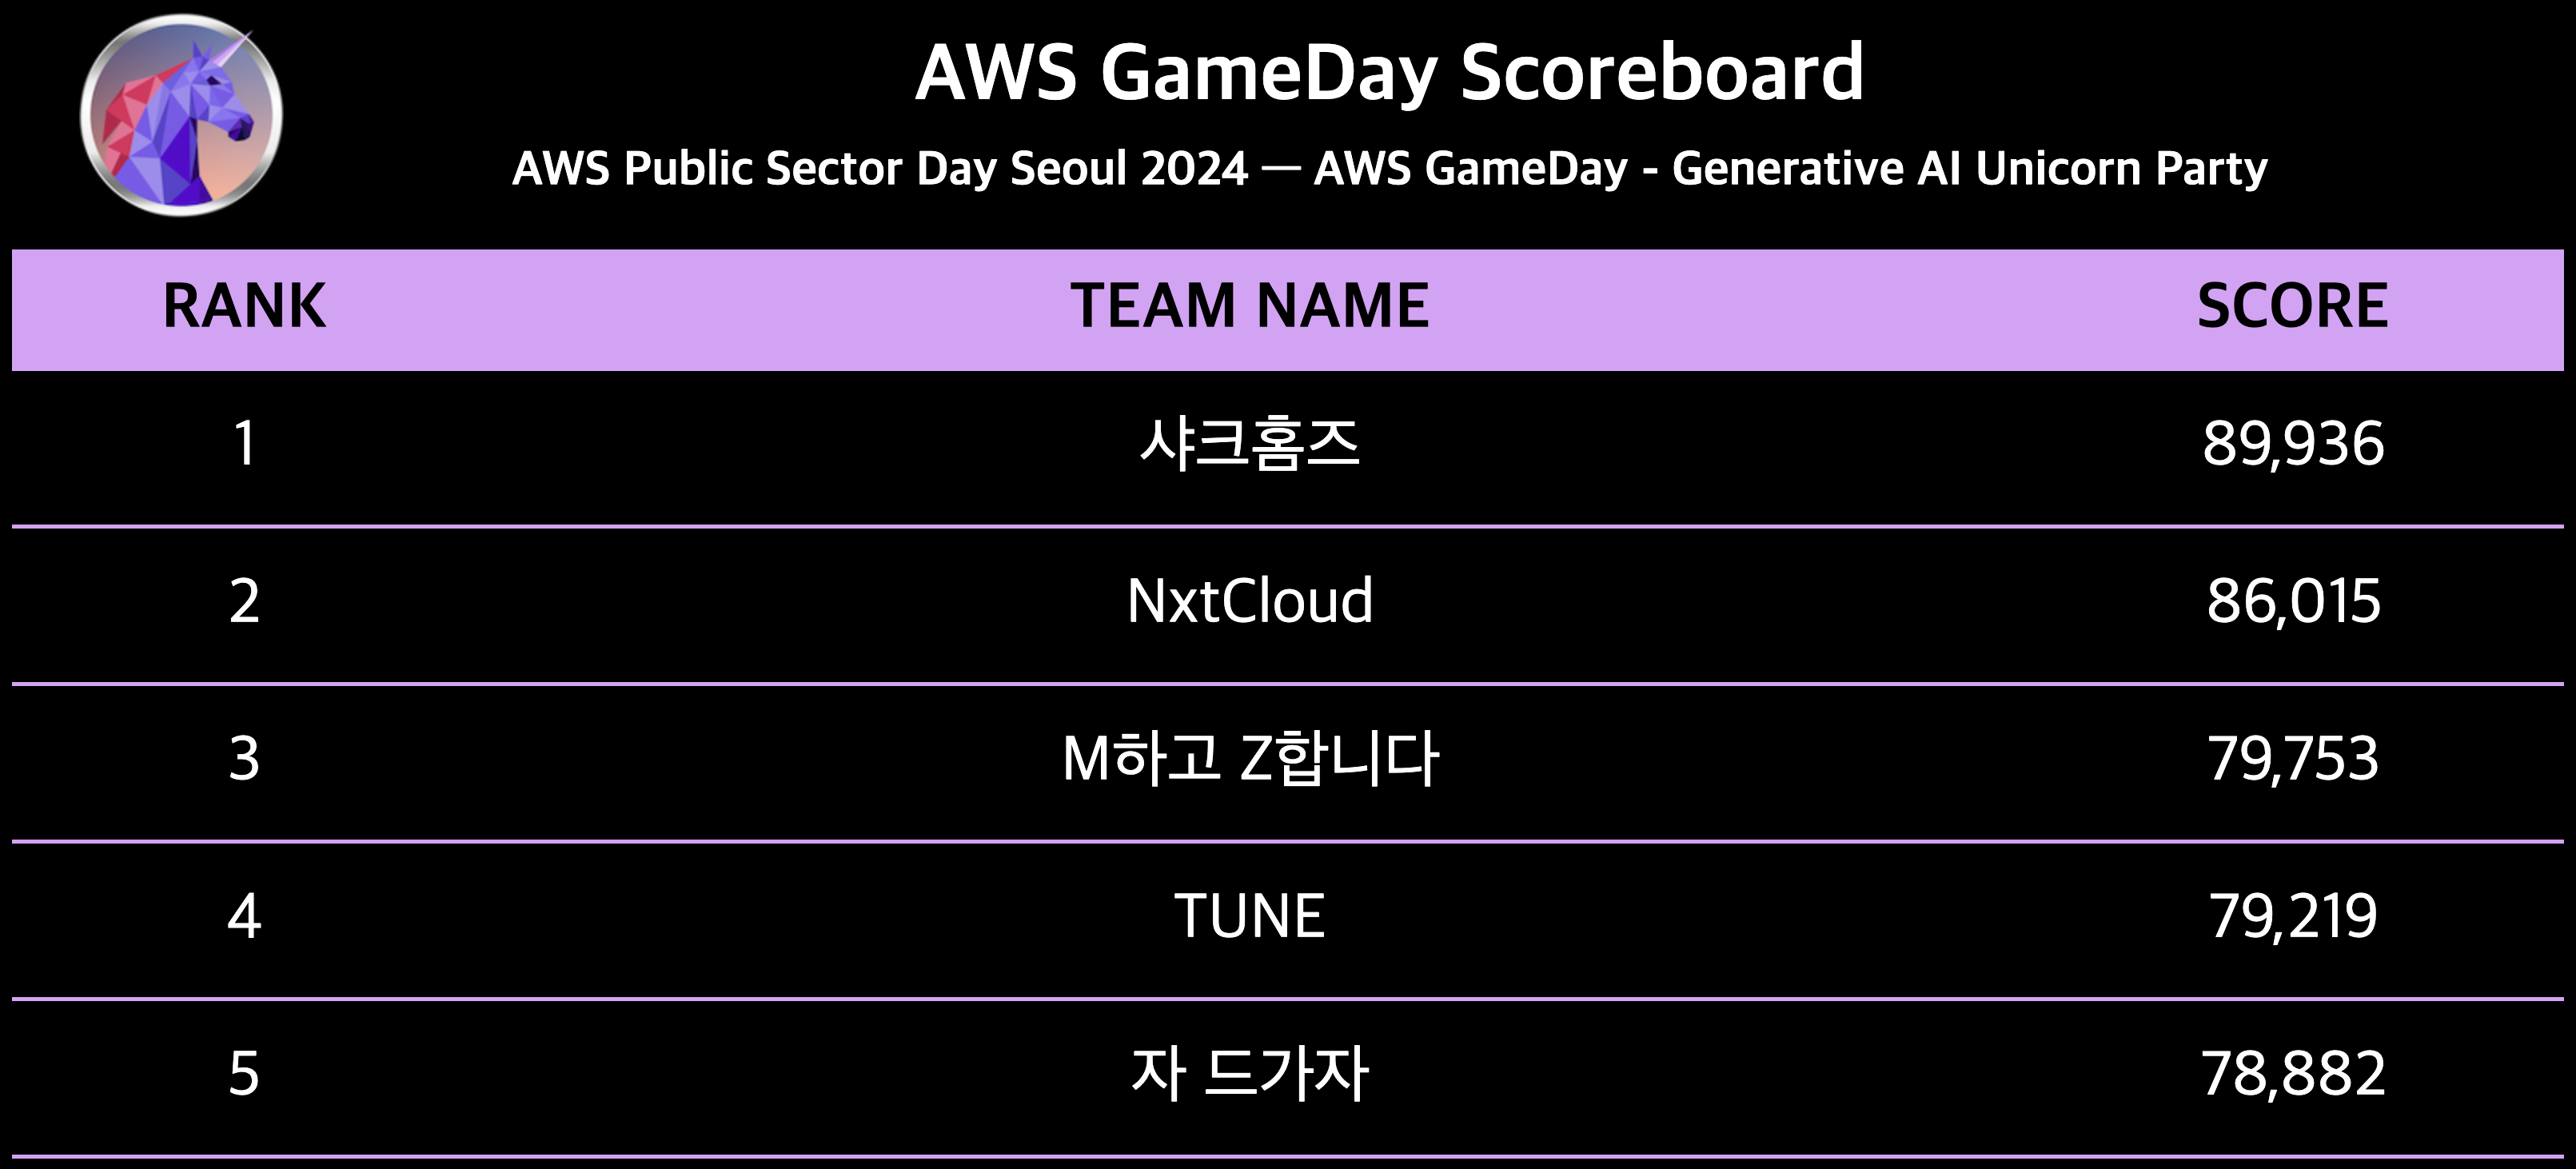 AWS GameDay Scoreboard
AWS Public Sector Day Seoul 2024 — AWS GameDay - Generative AI Unicorn Party
RANK TEAM NAME SCORE
1 샤크홈즈 89,936
2 NxtCloud 86,015
3 M하고 Z합니다 79,753
4 TUNE 79,219
5 자 드가자 78,882